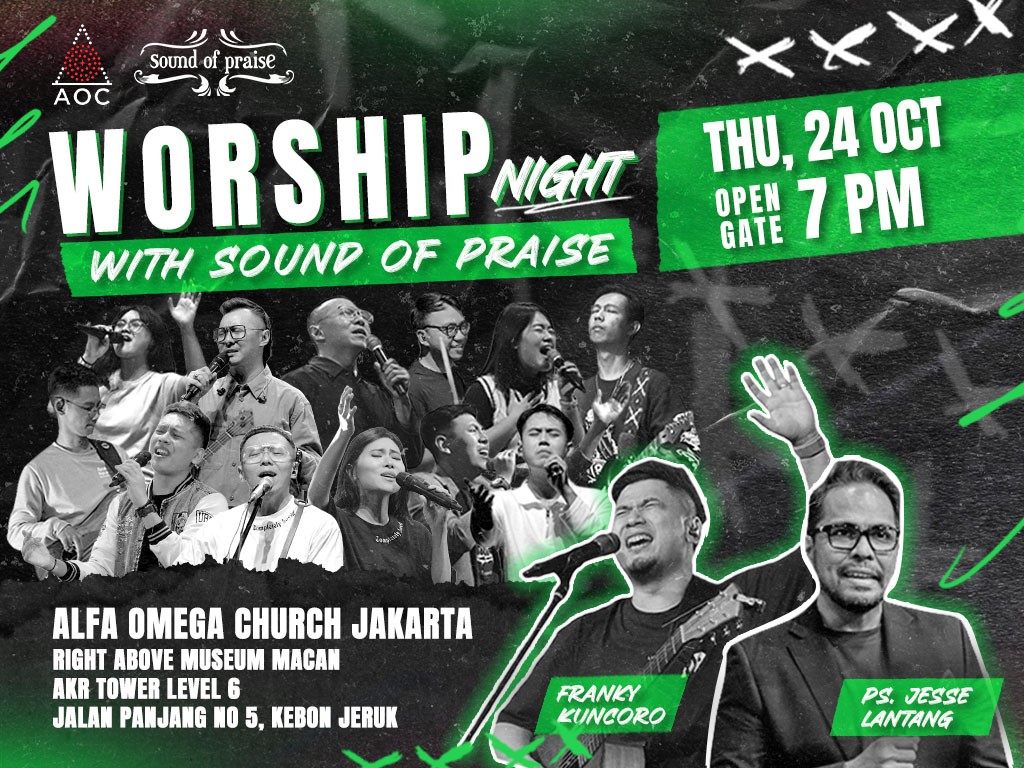 AOC
sound of praise
WORSHIP NIGHT
WITH SOUND OF PRAISE
THU, 24 OCT
OPEN GATE 7 PM
ALFA OMEGA CHURCH JAKARTA
RIGHT ABOVE MUSEUM MACAN
AKR TOWER LEVEL 6
JALAN PANJANG NO 5, KEBON JERUK
FRANKY
KUNCORO
PS. JESSE
LANTANG